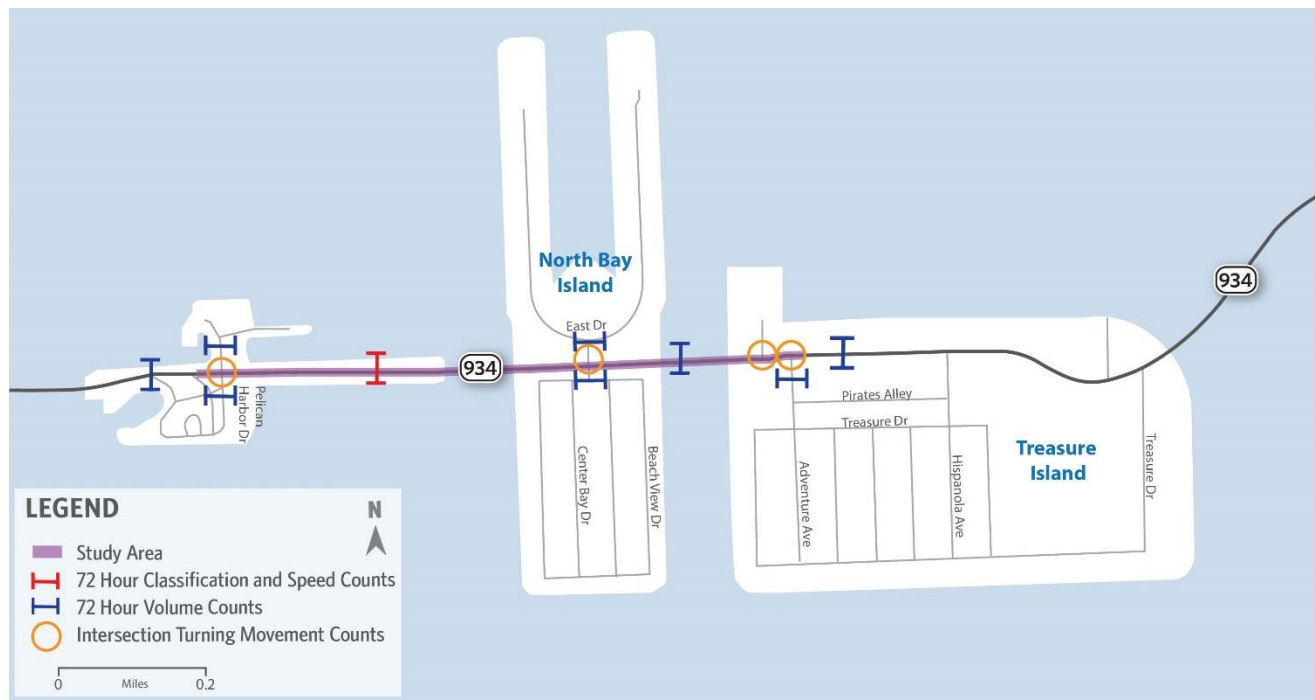 North Bay
Island
East Dr
934
934
Pelican
Harbor Dr
Pirates Alley
Treasure Dr
Center Bay Dr
Beach View Dr
Adventure Ave
Hispanola Ave
Treasure
Island
Treasure Dr
LEGEND
N
Study Area
72 Hour Classification and Speed Counts
72 Hour Volume Counts
Intersection Turning Movement Counts
0
Miles
0.2